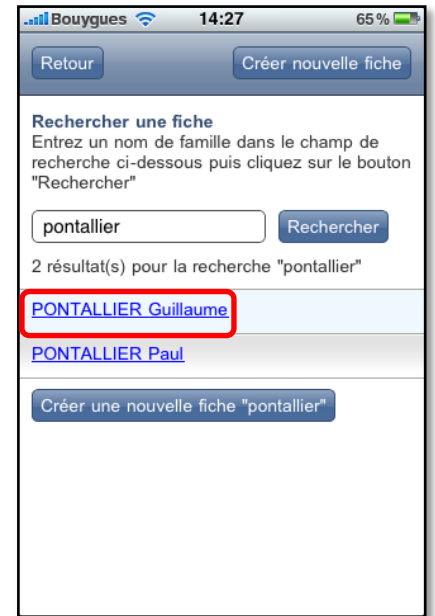 Bouygues 14:27 65 %
Retour Créer nouvelle fiche
Rechercher une fiche
Entrez un nom de famille dans le champ de
recherche ci-dessous puis cliquez sur le bouton
"Rechercher"
pontallier Rechercher
2 résultat(s) pour la recherche "pontallier"
PONTALLIER Guillaume
PONTALLIER Paul
Créer une nouvelle fiche "pontallier"